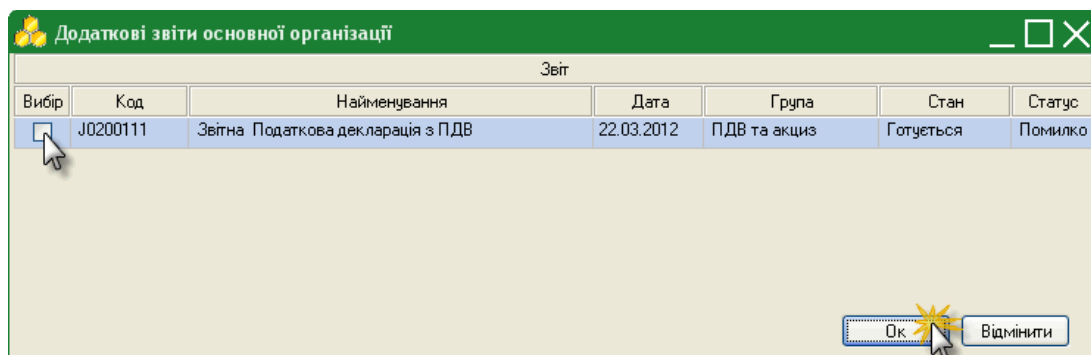 Додаткові звіти основної організації
Звіт
Вибір Код Найменування Дата Група Стан Статус
J0200111 Звітна Податкова декларація з ПДВ 22.03.2012 ПДВ та акциз Готується Помилко
Ок Відмінити